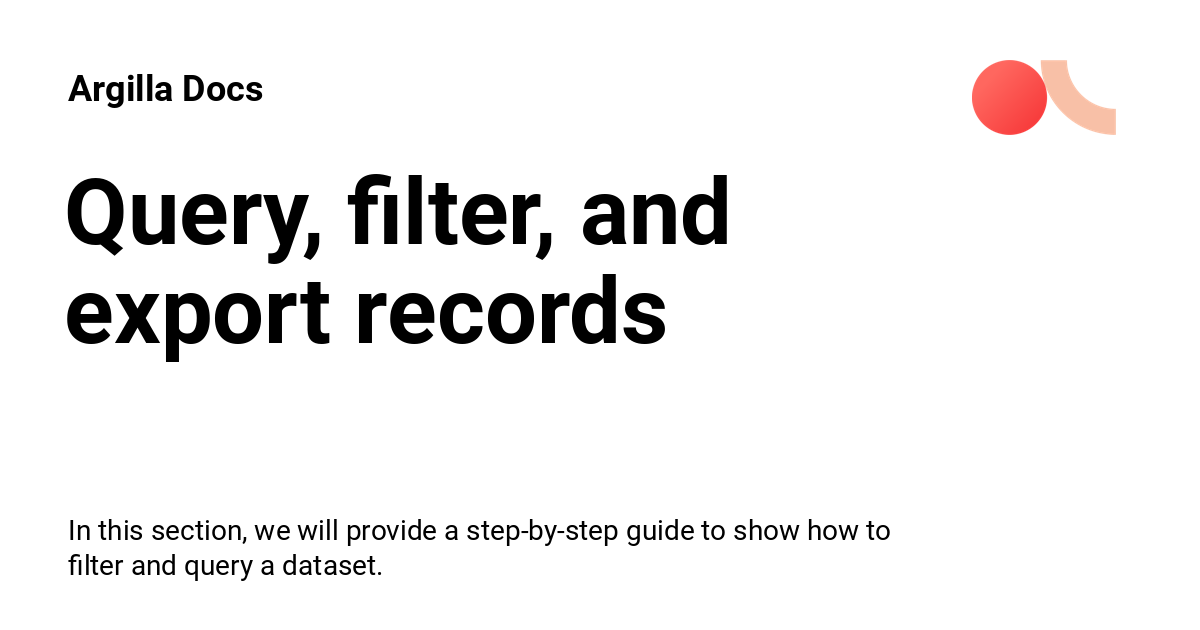 Argilla Docs
Query, filter, and
export records
In this section, we will provide a step-by-step guide to show how to
filter and query a dataset.